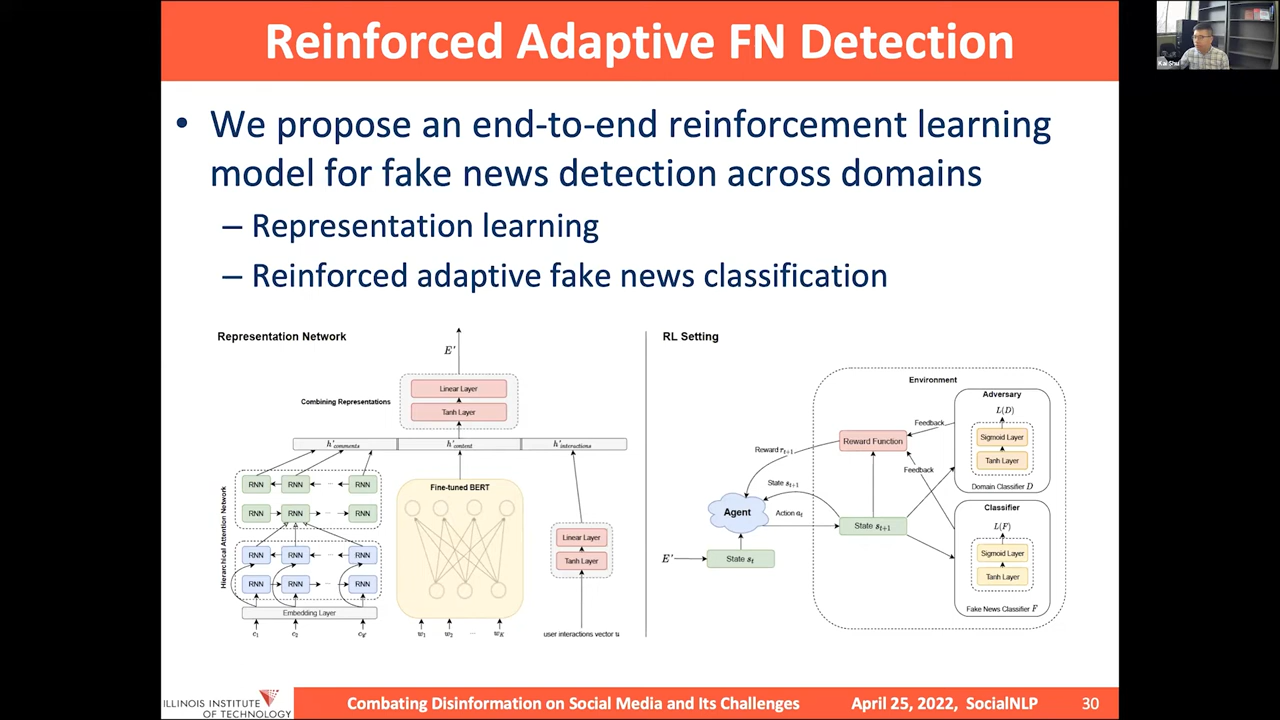 Reinforced Adaptive FN Detection
Kai Shu
• We propose an end-to-end reinforcement learning
model for fake news detection across domains
– Representation learning
– Reinforced adaptive fake news classification
Representation Network
E'
Linear Layer
Combining Representations
Tanh Layer
h'comments
h'content
h'interactions
Fine-tuned BERT
RNN RNN ... RNN
RNN RNN ... RNN
Hierarchical Attention Network
RNN RNN ... RNN
RNN RNN ... RNN
Linear Layer
Tanh Layer
Embedding Layer
c1 c2
w1 w2 ... wK
user interactions vector u
RL Setting
Environment
Adversary
L(D)
Feedback
Sigmoid Layer
Reward Function
Tanh Layer
Reward rt+1
Feedback
Domain Classifier D
State st+1
Classifier
Agent
Action at
State st+1
L(F)
Sigmoid Layer
E'
State st
Tanh Layer
Fake News Classifier F
ILLINOIS INSTITUTE
OF TECHNOLOGY
Combating Disinformation on Social Media and Its Challenges
April 25, 2022, SocialNLP
30